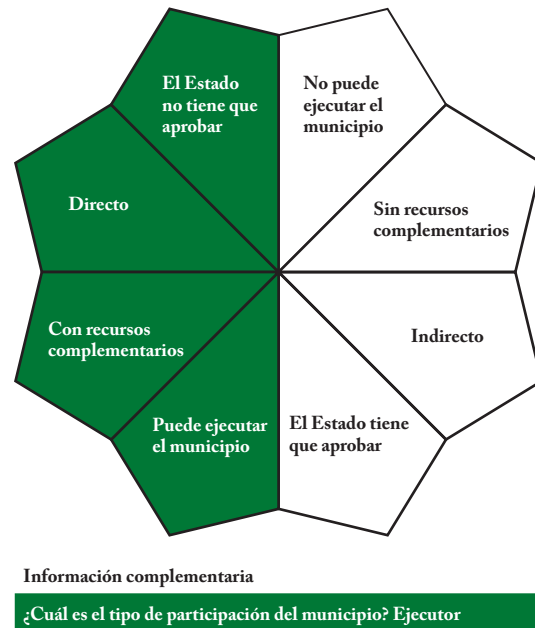 El Estado
no tiene que
aprobar
No puede
ejecutar el
municipio
Directo
Sin recursos
complementarios
Con recursos
complementarios
Indirecto
Puede ejecutar
el municipio
El Estado tiene
que aprobar
Información complementaria
¿Cuál es el tipo de participación del municipio? Ejecutor